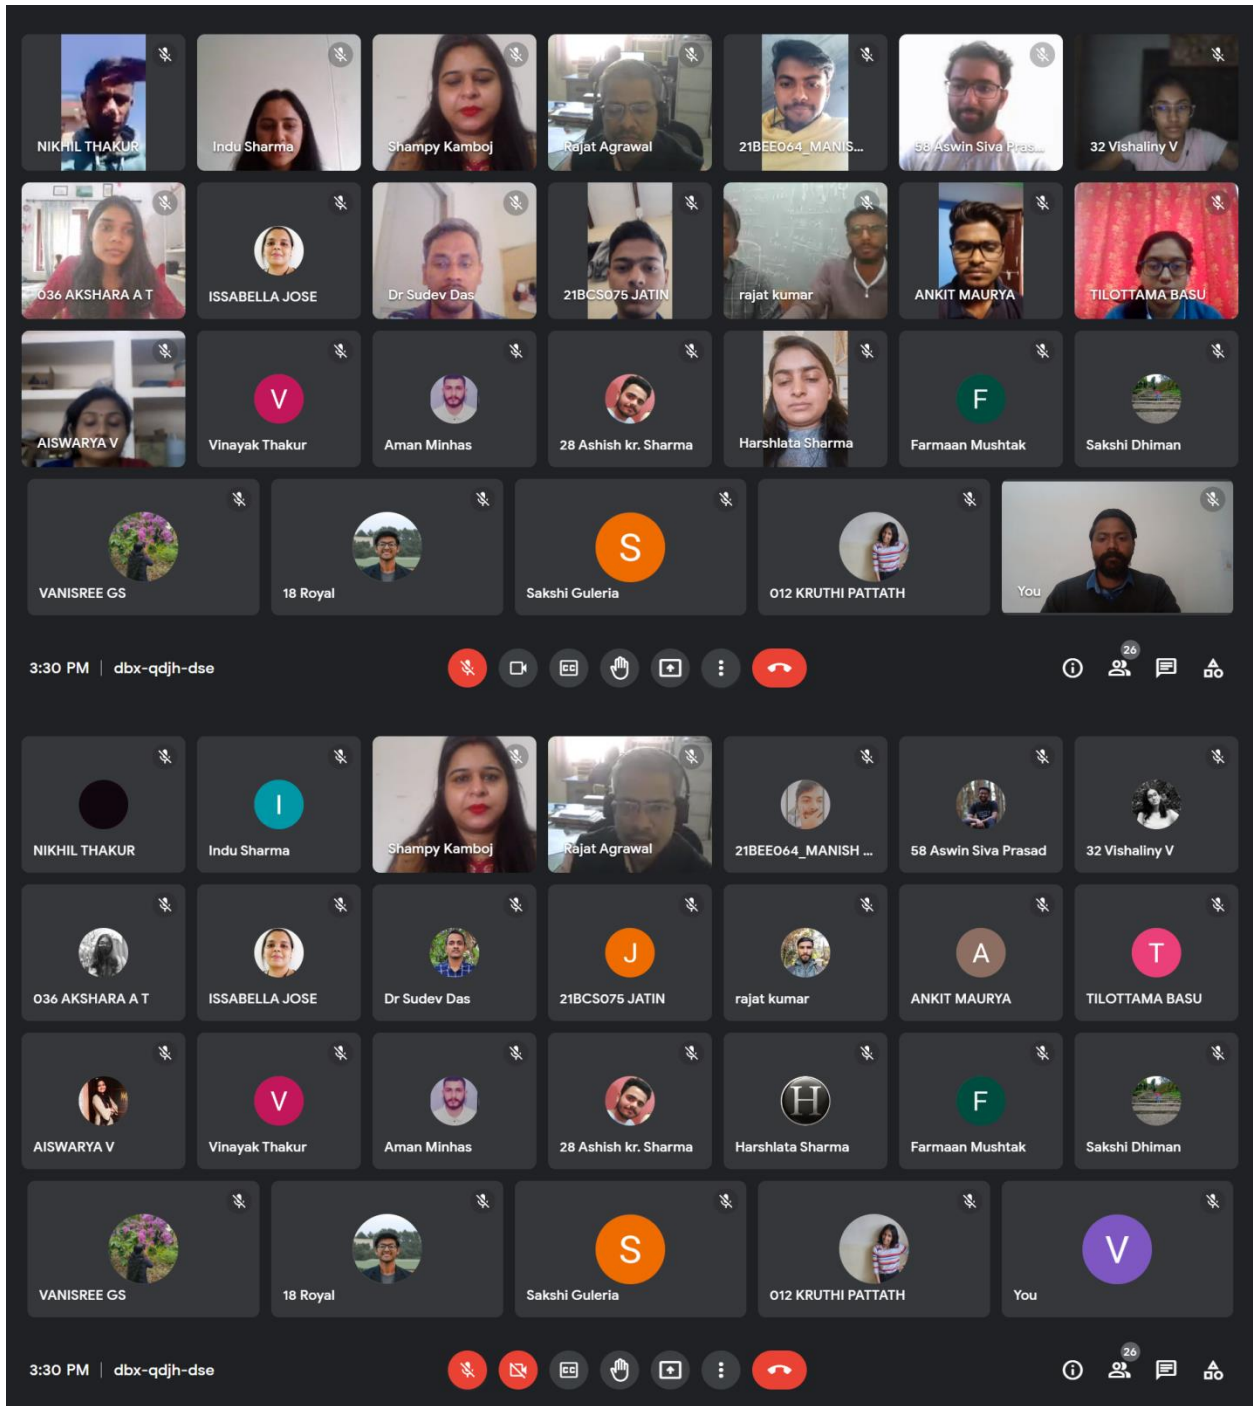 NIKHIL THAKUR
Indu Sharma
Shampy Kamboj
Rajat Agrawal
21BEE064_MANIS...
58 Aswin Siva Pras...
32 Vishaliny V
036 AKSHARA A T
ISSABELLA JOSE
Dr Sudev Das
21BCS075 JATIN
rajat kumar
ANKIT MAURYA
TILOTTAMA BASU
AISWARYA V
V
Vinayak Thakur
Aman Minhas
28 Ashish kr. Sharma
Harshlata Sharma
F
Farmaan Mushtak
Sakshi Dhiman
VANISREE GS
18 Royal
S
Sakshi Guleria
012 KRUTHI PATTATH
You
3:30 PM | dbx-qdjh-dse
CC
26
NIKHIL THAKUR
I
Indu Sharma
Shampy Kamboj
Rajat Agrawal
21BEE064_MANISH ...
58 Aswin Siva Prasad
32 Vishaliny V
036 AKSHARA A T
ISSABELLA JOSE
Dr Sudev Das
J
21BCS075 JATIN
rajat kumar
A
ANKIT MAURYA
T
TILOTTAMA BASU
AISWARYA V
V
Vinayak Thakur
Aman Minhas
28 Ashish kr. Sharma
H
Harshlata Sharma
F
Farmaan Mushtak
Sakshi Dhiman
VANISREE GS
18 Royal
S
Sakshi Guleria
012 KRUTHI PATTATH
V
You
3:30 PM | dbx-qdjh-dse
CC
26